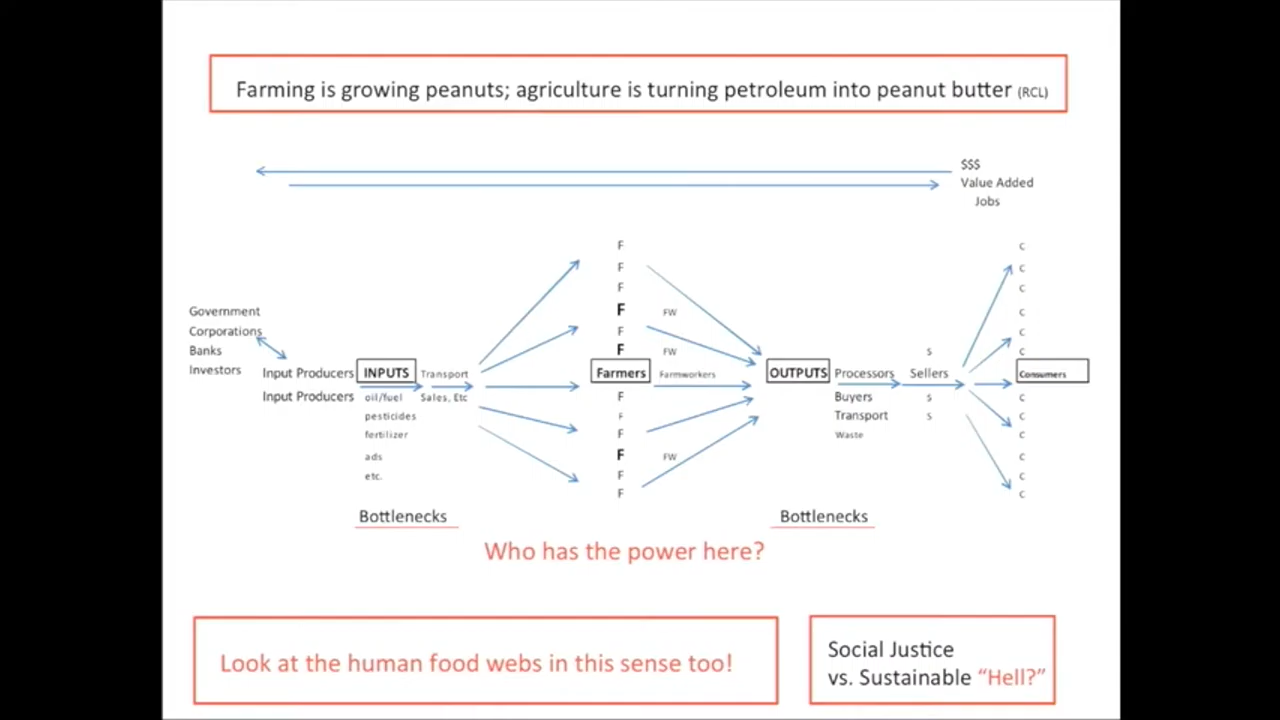 Farming is growing peanuts; agriculture is turning petroleum into peanut butter (RCL)
$$$
Value Added
Jobs
Government
Corporations
Banks
Investors
Input Producers
Input Producers
INPUTS
oil/fuel
pesticides
fertilizer
ads
etc.
Transport
Sales, Etc
F
F
F
F
F
F
Farmers
F
F
F
F
F
F
FW
FW
Farmworkers
FW
OUTPUTS
Processors
Buyers
Transport
Waste
S
Sellers
S
S
C
C
C
C
C
C
Consumers
C
C
C
C
C
C
Bottlenecks
Bottlenecks
Who has the power here?
Look at the human food webs in this sense too!
Social Justice
vs. Sustainable “Hell?”